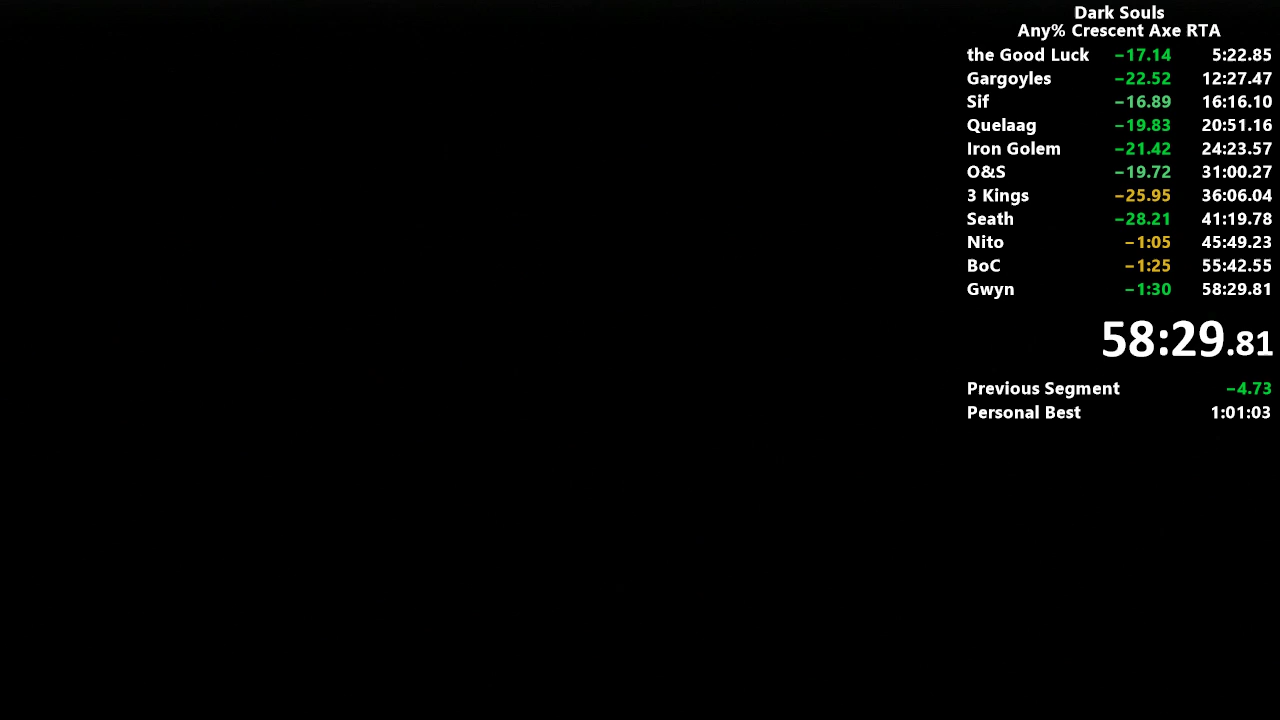 Dark Souls
Any% Crescent Axe RTA
the Good Luck −17.14 5:22.85
Gargoyles −22.52 12:27.47
Sif −16.89 16:16.10
Quelaag −19.83 20:51.16
Iron Golem −21.42 24:23.57
O&S −19.72 31:00.27
3 Kings −25.95 36:06.04
Seath −28.21 41:19.78
Nito −1:05 45:49.23
BoC −1:25 55:42.55
Gwyn −1:30 58:29.81
58:29.81
Previous Segment −4.73
Personal Best 1:01:03